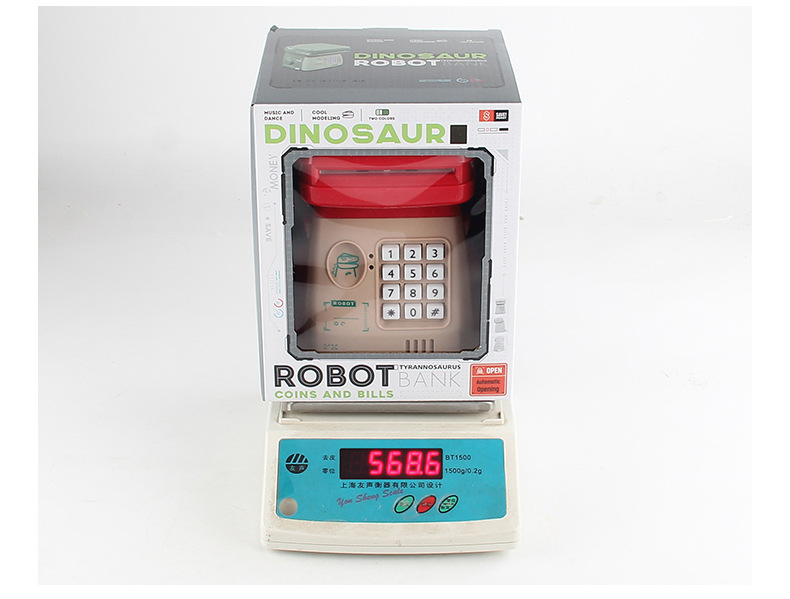 DINOSAUR
ROBOT BANK
MUSIC AND DANCE
COOL MODELING
TWO COLORS
DINOSAUR
MONEY
SAVE
1 2 3
4 5 6
7 8 9
* 0 #
ROBOT
ROBOT TYRANNOSAURUS BANK
COINS AND BILLS
OPEN
Automatic
Opening
去皮 568.6 BT1500
零位 1500g/0.2g
友声
上海友声衡器有限公司设计
You Sheng Scale